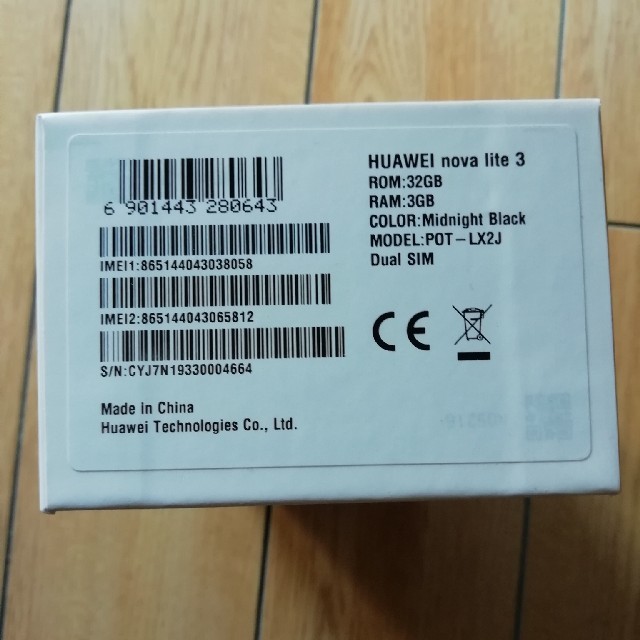 6 901443 280643
IMEI1:865144043038058
IMEI2:865144043065812
S/N:CYJ7N19330004664
Made in China
Huawei Technologies Co., Ltd.
HUAWEI nova lite 3
ROM:32GB
RAM:3GB
COLOR:Midnight Black
MODEL:POT-LX2J
Dual SIM
CE